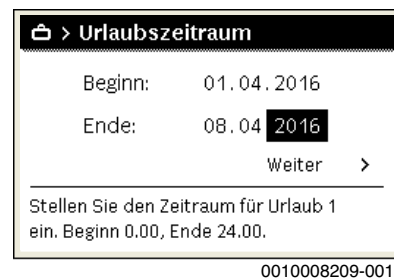 > Urlaubszeitraum
Beginn: 01.04.2016
Ende: 08.04 2016
Weiter >
Stellen Sie den Zeitraum für Urlaub 1
ein. Beginn 0.00, Ende 24.00.
0010008209-001